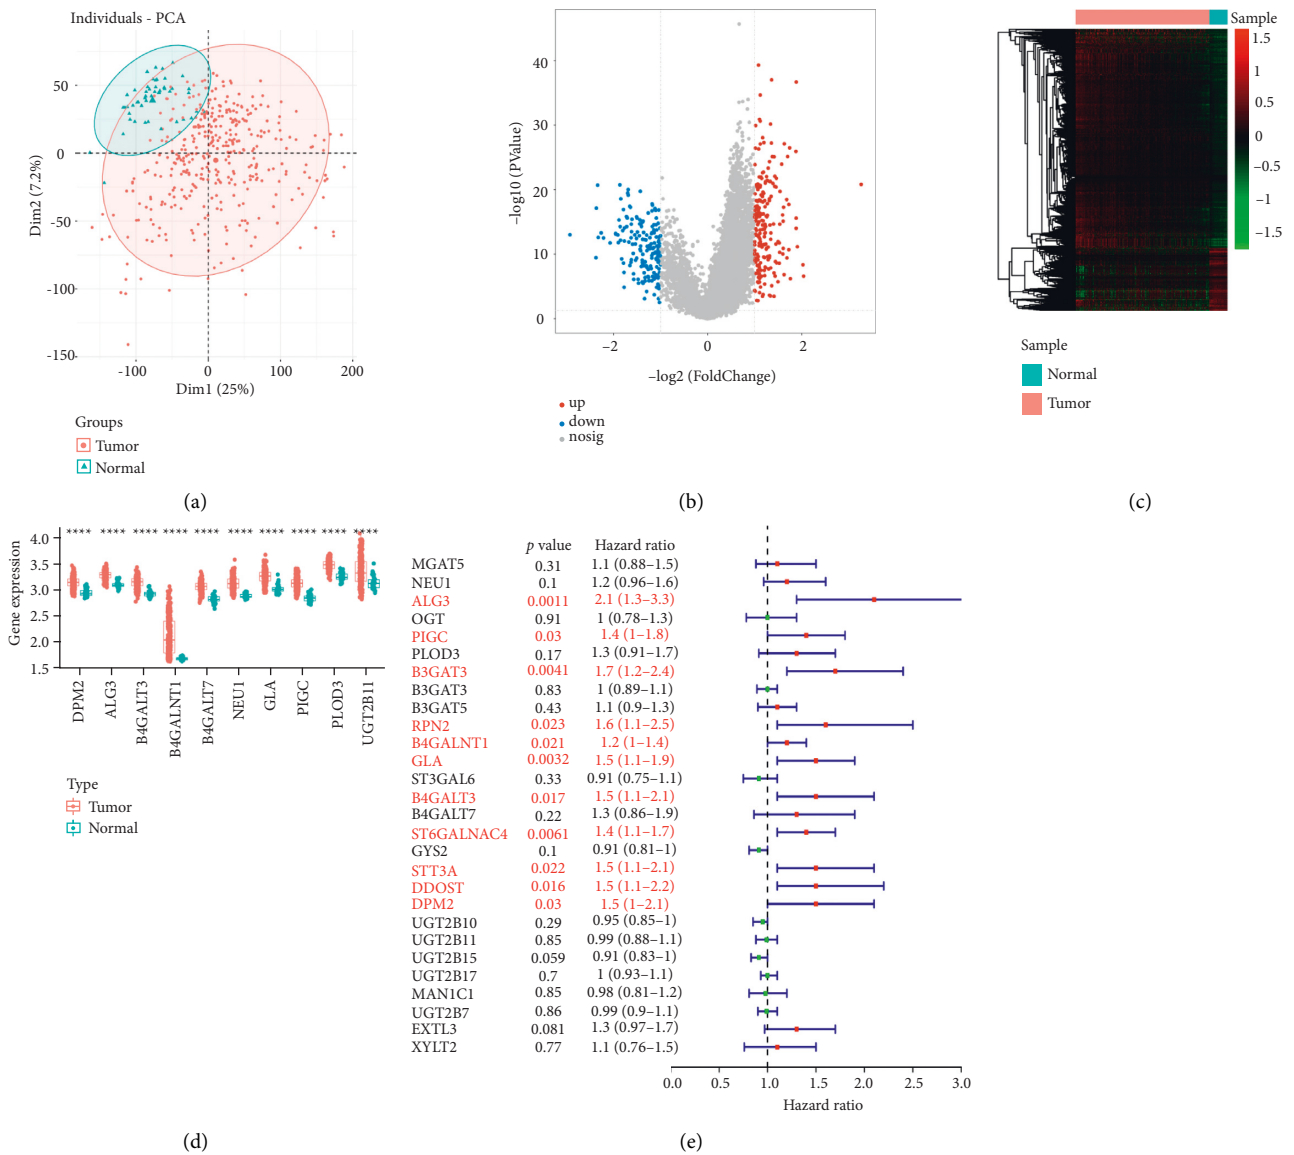 Individuals - PCA
Dim2 (7.2%)
50
0
-50
-100
-150
-100
0
100
200
Dim1 (25%)
Groups
Tumor
Normal
(a)
–log10 (PValue)
40
30
20
10
0
–2
0
2
–log2 (FoldChange)
up
down
nosig
(b)
Sample
1.5
1
0.5
0
–0.5
–1
–1.5
Sample
Normal
Tumor
(c)
Gene expression
4.0
3.5
3.0
2.5
2.0
1.5
**** **** **** **** **** **** **** **** **** ****
DPM2
ALG3
B4GALT3
B4GALNT1
B4GALT7
NEU1
GLA
PIGC
PLOD3
UGT2B11
Type
Tumor
Normal
(d)
p value Hazard ratio
MGAT5 0.31 1.1 (0.88–1.5)
NEU1 0.1 1.2 (0.96–1.6)
ALG3 0.0011 2.1 (1.3–3.3)
OGT 0.91 1 (0.78–1.3)
PIGC 0.03 1.4 (1–1.8)
PLOD3 0.17 1.3 (0.91–1.7)
B3GAT3 0.0041 1.7 (1.2–2.4)
B3GAT3 0.83 1 (0.89–1.1)
B3GAT5 0.43 1.1 (0.9–1.3)
RPN2 0.023 1.6 (1.1–2.5)
B4GALNT1 0.021 1.2 (1–1.4)
GLA 0.0032 1.5 (1.1–1.9)
ST3GAL6 0.33 0.91 (0.75–1.1)
B4GALT3 0.017 1.5 (1.1–2.1)
B4GALT7 0.22 1.3 (0.86–1.9)
ST6GALNAC4 0.0061 1.4 (1.1–1.7)
GYS2 0.1 0.91 (0.81–1)
STT3A 0.022 1.5 (1.1–2.1)
DDOST 0.016 1.5 (1.1–2.2)
DPM2 0.03 1.5 (1–2.1)
UGT2B10 0.29 0.95 (0.85–1)
UGT2B11 0.85 0.99 (0.88–1.1)
UGT2B15 0.059 0.91 (0.83–1)
UGT2B17 0.7 1 (0.93–1.1)
MAN1C1 0.85 0.98 (0.81–1.2)
UGT2B7 0.86 0.99 (0.9–1.1)
EXTL3 0.081 1.3 (0.97–1.7)
XYLT2 0.77 1.1 (0.76–1.5)
0.0 0.5 1.0 1.5 2.0 2.5 3.0
Hazard ratio
(e)